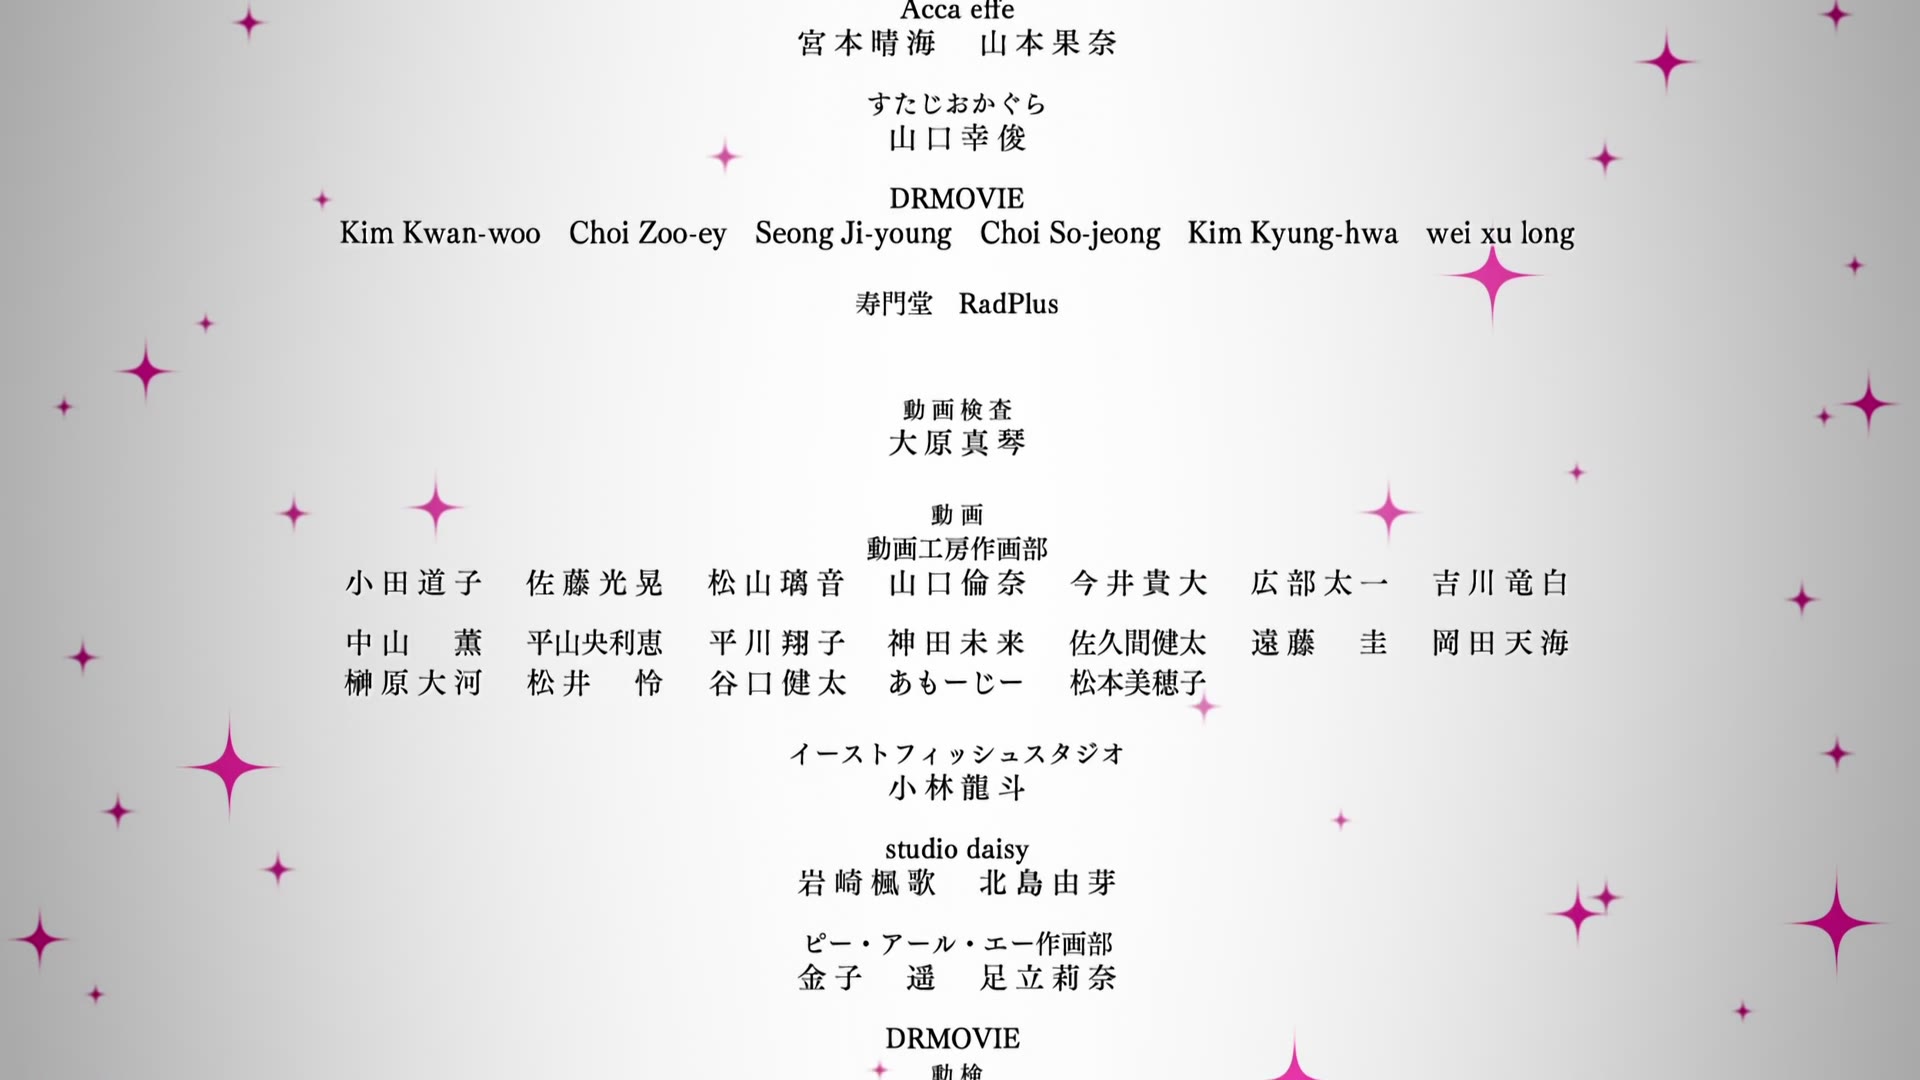 Acca effe
宮本晴海 山本果奈
すたじおかぐら
山口幸俊
DRMOVIE
Kim Kwan-woo Choi Zoo-ey Seong Ji-young Choi So-jeong Kim Kyung-hwa wei xu long
寿門堂 RadPlus
動画検査
大原真琴
動画
動画工房作画部
小田道子 佐藤光晃 松山璃音 山口倫奈 今井貴大 広部太一 吉川竜白
中山 薫 平山央利恵 平川翔子 神田未来 佐久間健太 遠藤 圭 岡田天海
榊原大河 松井 怜 谷口健太 あもーじー 松本美穂子
イーストフィッシュスタジオ
小林龍斗
studio daisy
岩崎楓歌 北島由芽
ピー・アール・エー作画部
金子 遥 足立莉奈
DRMOVIE
動検